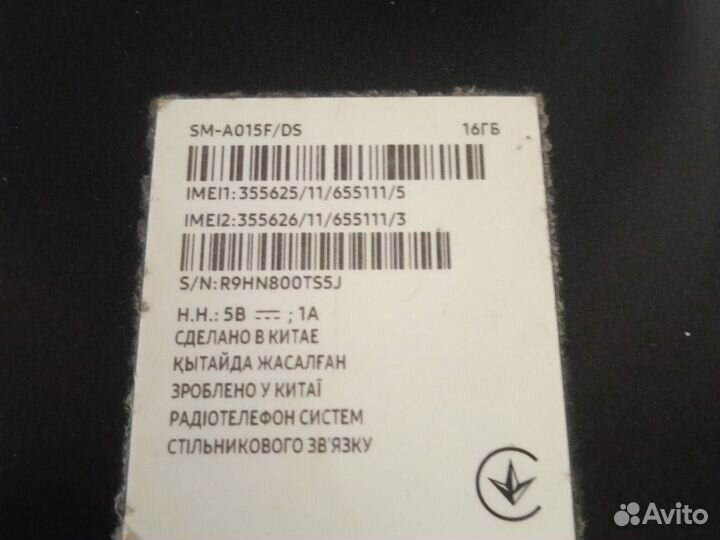 SM-A015F/DS 16ГБ
IMEI1:355625/11/655111/5
IMEI2:355626/11/655111/3
S/N:R9HN800TS5J
Н.Н.: 5В ⎓ ; 1А
СДЕЛАНО В КИТАЕ
ҚЫТАЙДА ЖАСАЛҒАН
ЗРОБЛЕНО У КИТАЇ
РАДІОТЕЛЕФОН СИСТЕМ
СТІЛЬНИКОВОГО ЗВ'ЯЗКУ
Avito